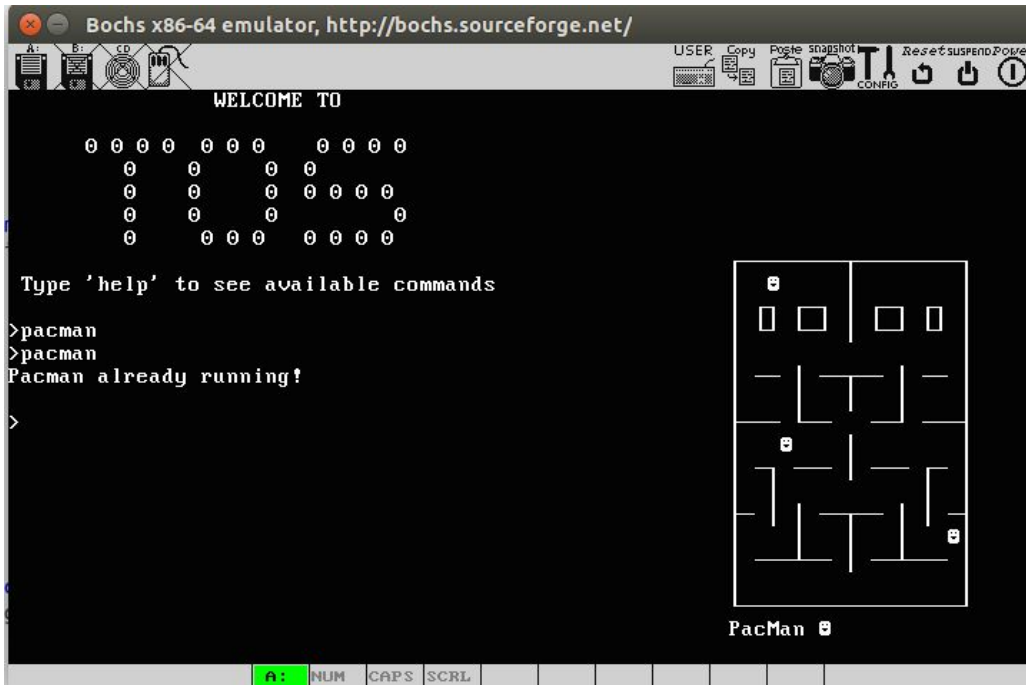 Bochs x86-64 emulator, http://bochs.sourceforge.net/
A: B: CD USER Copy Paste snapshot CONFIG Reset SUSPEND Powe
WELCOME TO
0 0 0 0 0 0 0 0 0 0 0
0 0 0 0
0 0 0 0 0 0 0
0 0 0 0
0 0 0 0 0 0 0 0
Type 'help' to see available commands
>pacman
>pacman
Pacman already running!
>
PacMan
A: NUM CAPS SCRL